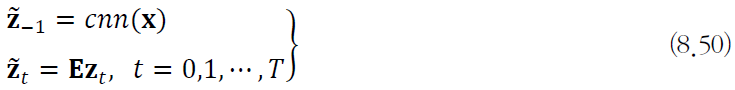 z̃₋₁ = cnn(x)
z̃ₜ = Ezₜ, t = 0,1,⋯,T
(8.50)